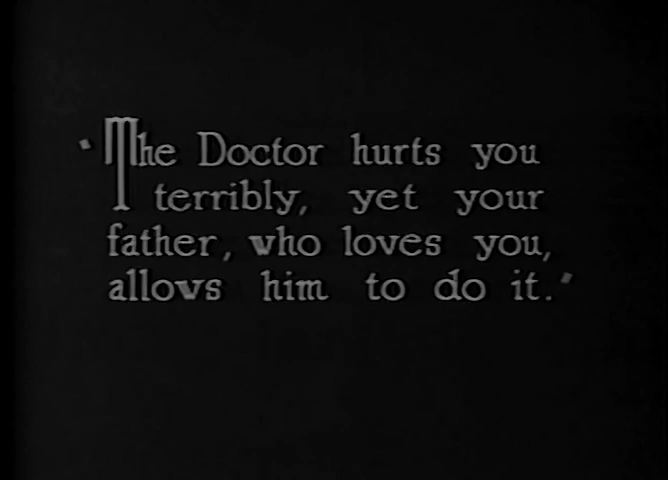 "The Doctor hurts you
terribly, yet your
father, who loves you,
allows him to do it."